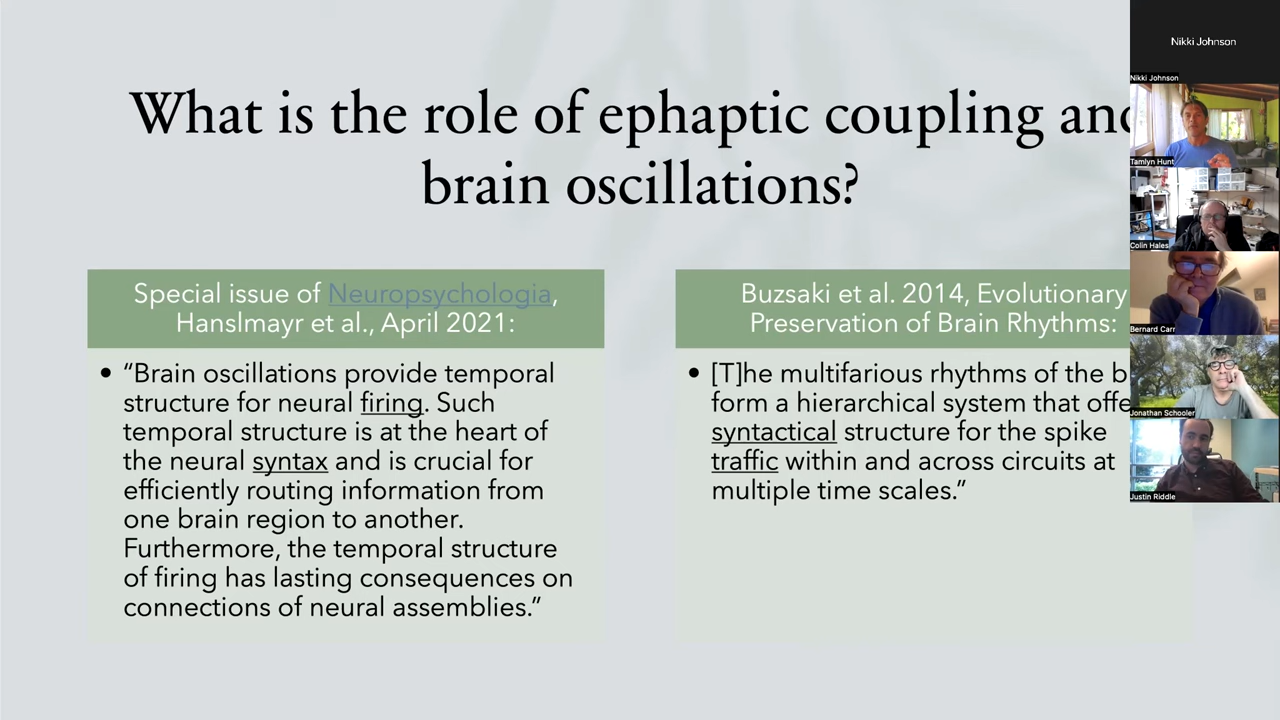 What is the role of ephaptic coupling and
brain oscillations?
Special issue of Neuropsychologia,
Hanslmayr et al., April 2021:
• “Brain oscillations provide temporal
structure for neural firing. Such
temporal structure is at the heart of
the neural syntax and is crucial for
efficiently routing information from
one brain region to another.
Furthermore, the temporal structure
of firing has lasting consequences on
connections of neural assemblies.”
Buzsaki et al. 2014, Evolutionary
Preservation of Brain Rhythms:
• [T]he multifarious rhythms of the b
form a hierarchical system that offe
syntactical structure for the spike
traffic within and across circuits at
multiple time scales.”
Nikki Johnson
Nikki Johnson
Tamlyn Hunt
Colin Hales
Bernard Carr
Jonathan Schooler
Justin Riddle